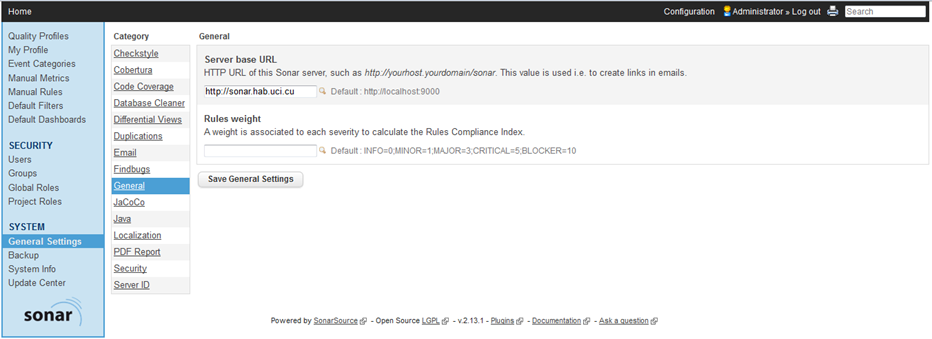 Home
Configuration Administrator » Log out Search
Quality Profiles
My Profile
Event Categories
Manual Metrics
Manual Rules
Default Filters
Default Dashboards
SECURITY
Users
Groups
Global Roles
Project Roles
SYSTEM
General Settings
Backup
System Info
Update Center
sonar
Category
Checkstyle
Cobertura
Code Coverage
Database Cleaner
Differential Views
Duplications
Email
Findbugs
General
JaCoCo
Java
Localization
PDF Report
Security
Server ID
General
Server base URL
HTTP URL of this Sonar server, such as http://yourhost.yourdomain/sonar. This value is used i.e. to create links in emails.
http://sonar.hab.uci.cu Default : http://localhost:9000
Rules weight
A weight is associated to each severity to calculate the Rules Compliance Index.
Default : INFO=0;MINOR=1;MAJOR=3;CRITICAL=5;BLOCKER=10
Save General Settings
Powered by SonarSource - Open Source LGPL - v.2.13.1 - Plugins - Documentation - Ask a question